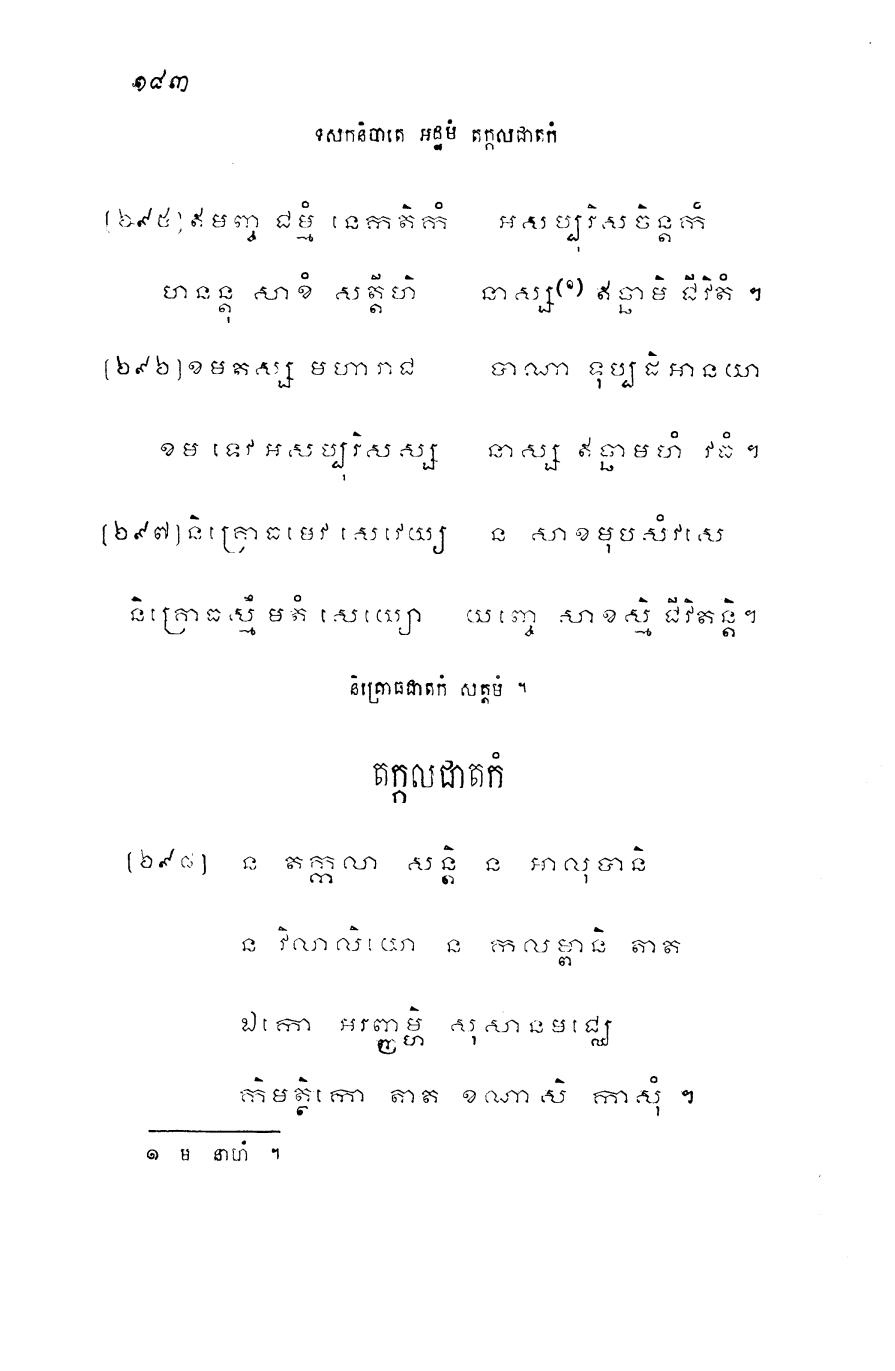 ១៨៣
ទសកនិបាតេ អដ្ឋមំ តក្កលជាតកំ
(៦៩៥) ឥមញ្ច ជម្មំ នេកតិកំ អសប្បុរិសចិន្តកំ
ហនន្តុ សាខំ សត្តីហិ នាស្ស(១) ឥច្ឆាមិ ជីវិតំ ។
(៦៩៦) ខមតស្ស មហារាជ បាណា ទុប្បដិអានយា
ខម ទេវ អសប្បុរិសស្ស នាស្ស ឥច្ឆាមហំ វធំ ។
(៦៩៧) និគ្រោធមេវ សេវេយ្យ ន សាខមុបសំវសេ
និគ្រោធស្មឹ មតំ សេយ្យោ យញ្ចេ សាខស្មិ ជីវិតន្តិ។
និគ្រោធជាតកំ សត្តមំ ។
តក្កលជាតកំ
(៦៩៨) ន តក្កលា សន្តិ ន អាលុបានិ
ន វិលាលិយោ ន កលម្ពានិ តាត
ឯកោ អរញ្ញម្ហិ សុសានមជ្ឈេ
កិមត្ថិកោ តាត ខណាសិ កាសុំ ។
១ ម នាហំ ។